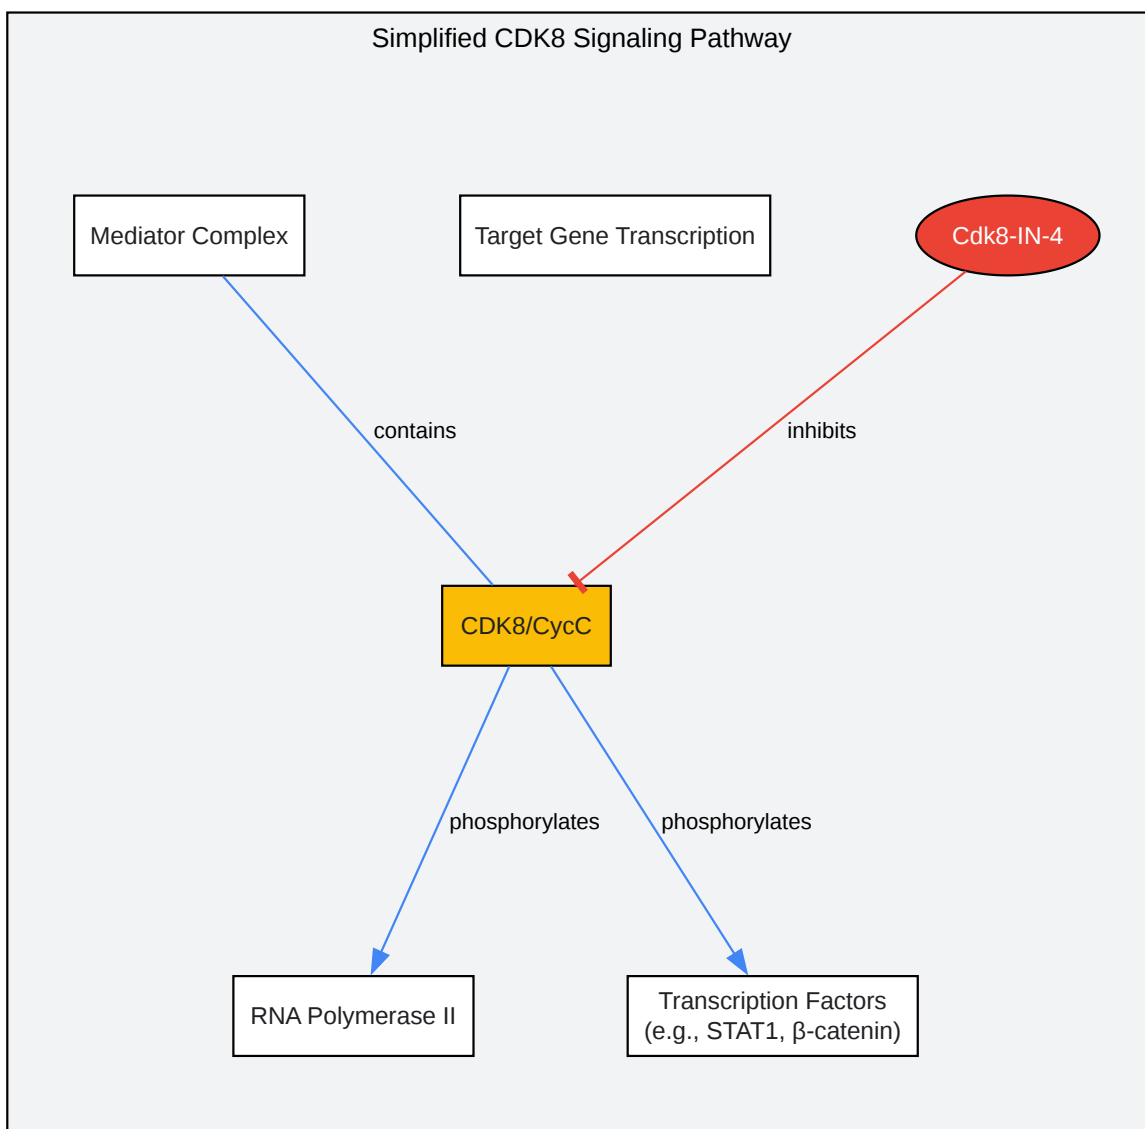 Simplified CDK8 Signaling Pathway
Mediator Complex
Target Gene Transcription
Cdk8-IN-4
contains
inhibits
CDK8/CycC
phosphorylates
phosphorylates
RNA Polymerase II
Transcription Factors
(e.g., STAT1, β-catenin)